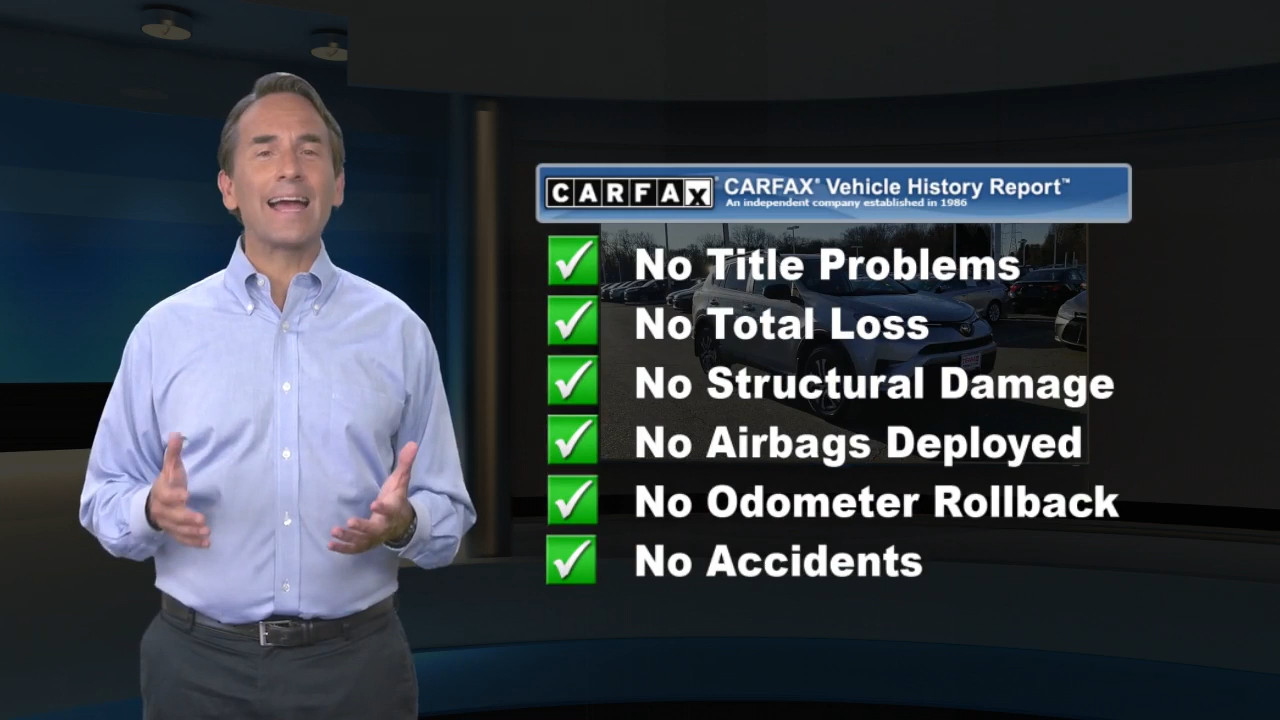 CARFAX® CARFAX® Vehicle History Report™
An independent company established in 1986
No Title Problems
No Total Loss
No Structural Damage
No Airbags Deployed
No Odometer Rollback
No Accidents